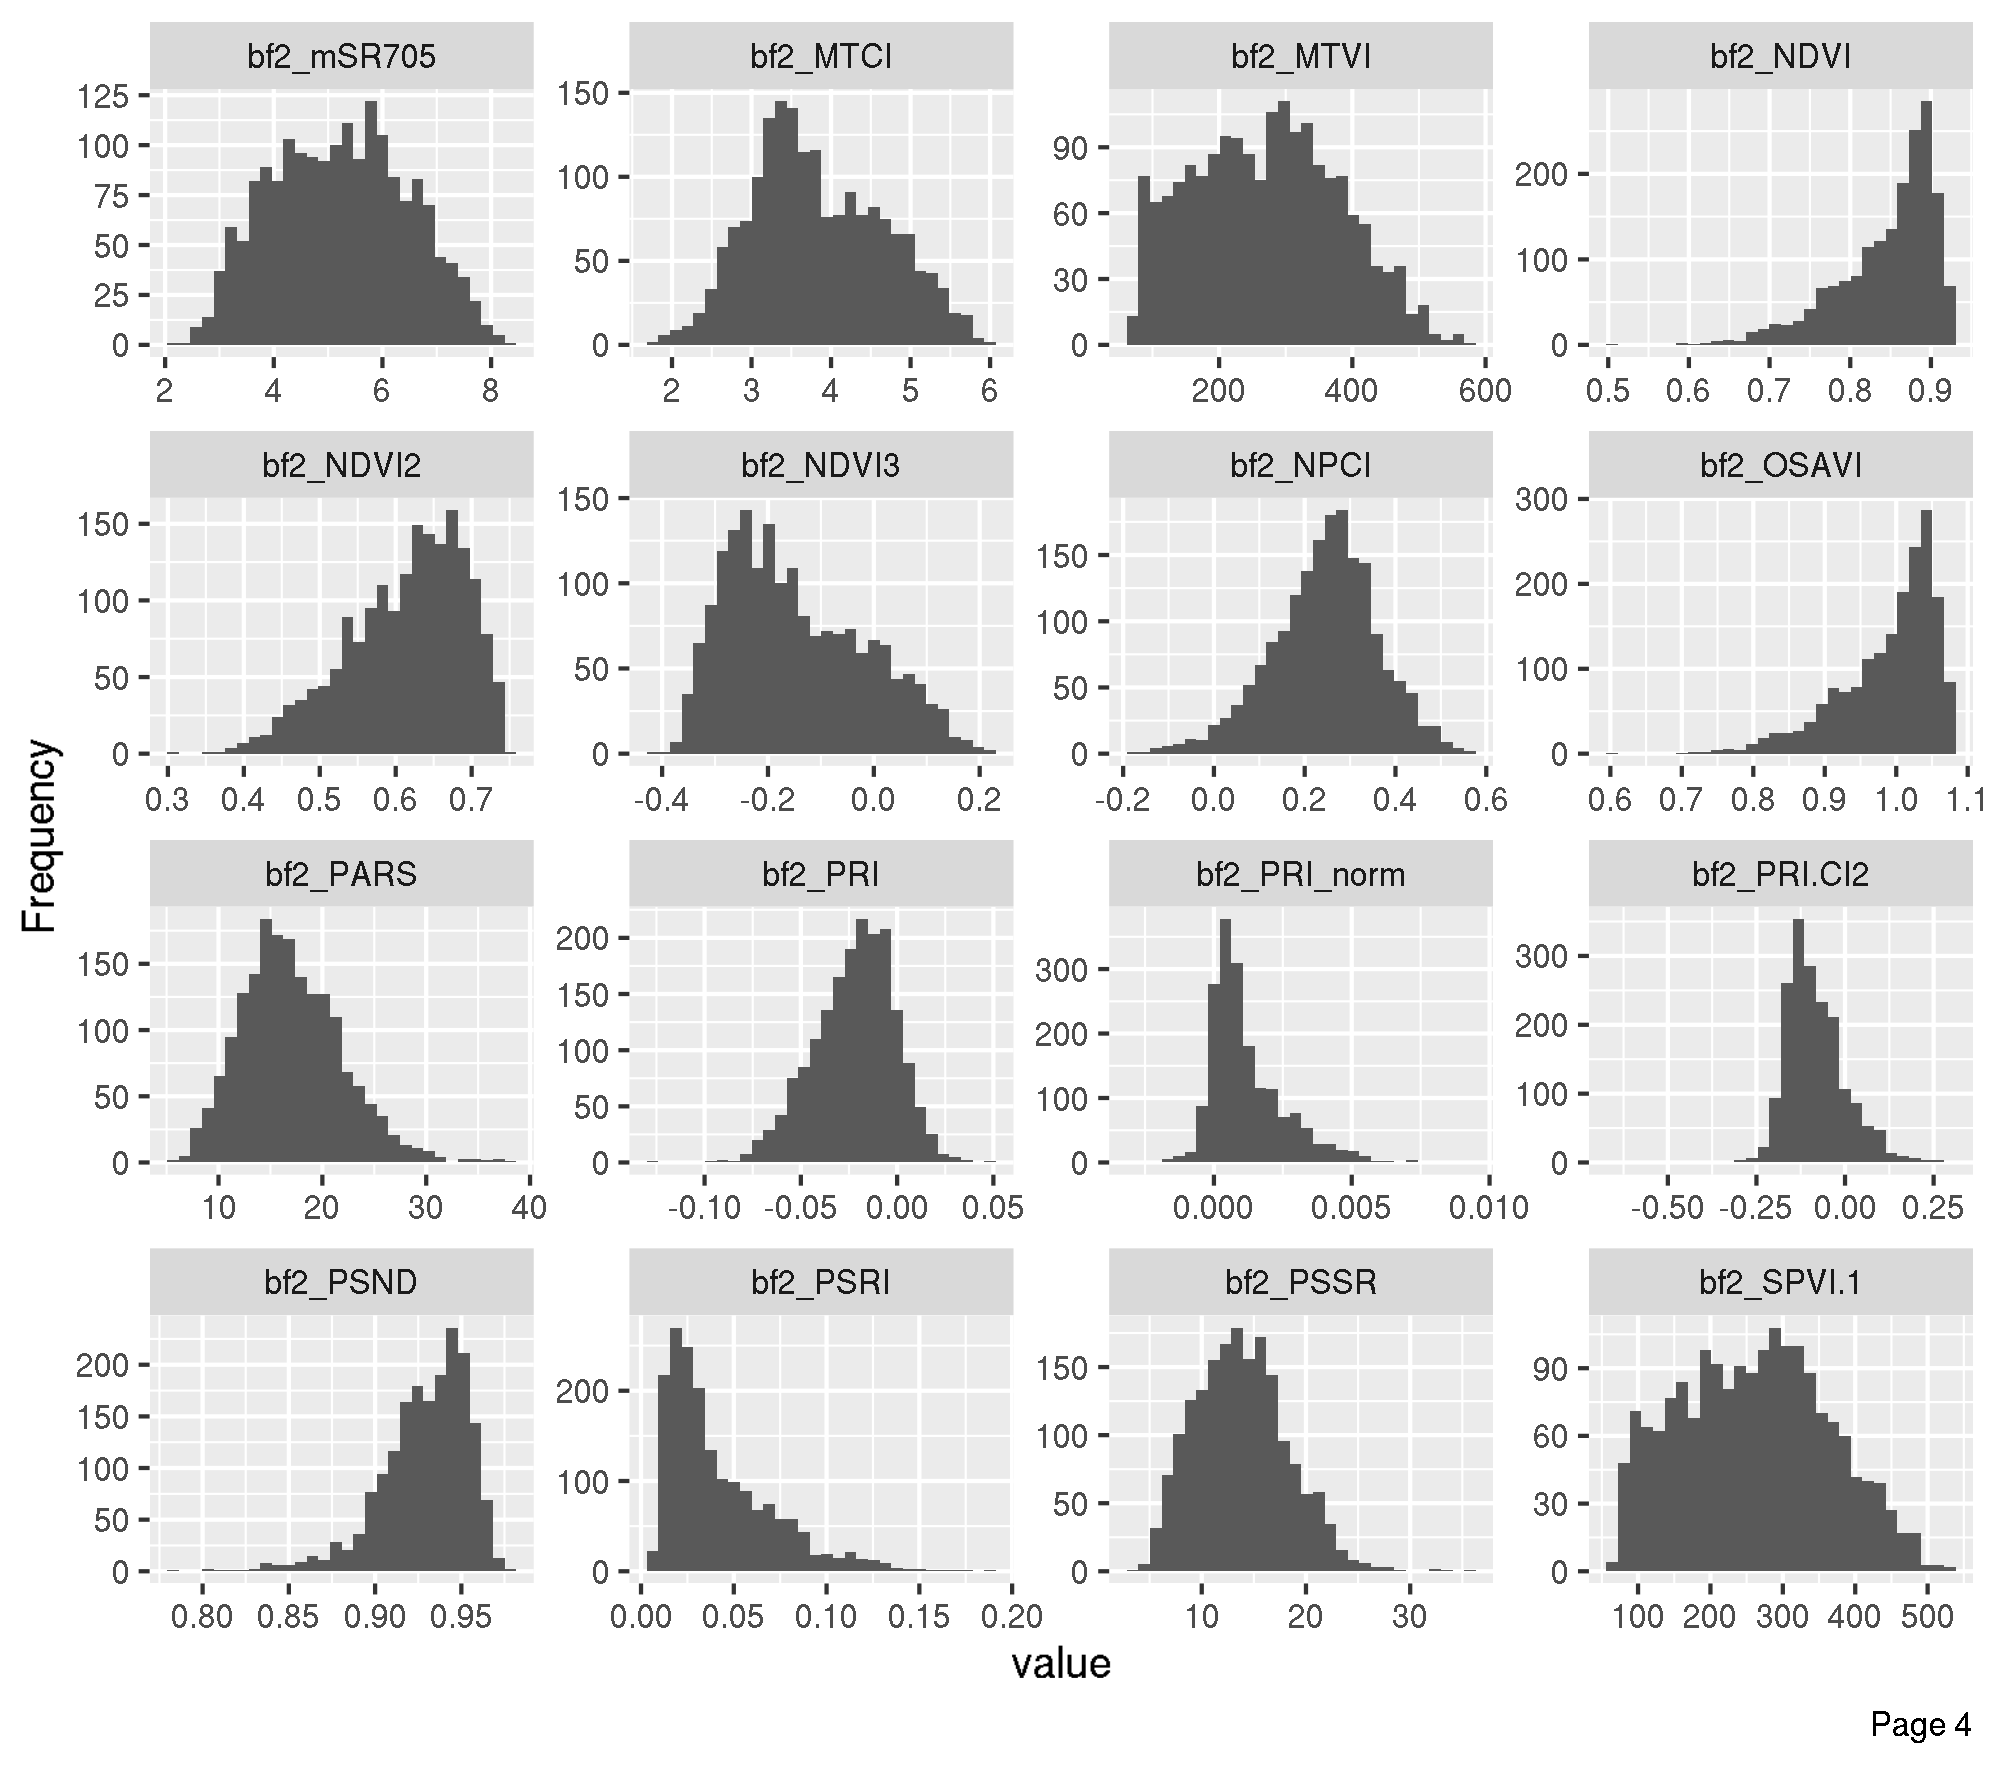 bf2_mSR705 bf2_MTCI bf2_MTVI bf2_NDVI
125 100 75 50 25 0
2 4 6 8
150 100 50 0
2 3 4 5 6
90 60 30 0
200 400 600
200 100 0
0.5 0.6 0.7 0.8 0.9
bf2_NDVI2 bf2_NDVI3 bf2_NPCI bf2_OSAVI
150 100 50 0
0.3 0.4 0.5 0.6 0.7
150 100 50 0
-0.4 -0.2 0.0 0.2
150 100 50 0
-0.2 0.0 0.2 0.4 0.6
300 200 100 0
0.6 0.7 0.8 0.9 1.0 1.1
Frequency
bf2_PARS bf2_PRI bf2_PRI_norm bf2_PRI.CI2
150 100 50 0
10 20 30 40
200 150 100 50 0
-0.10 -0.05 0.00 0.05
300 200 100 0
0.000 0.005 0.010
300 200 100 0
-0.50 -0.25 0.00 0.25
bf2_PSND bf2_PSRI bf2_PSSR bf2_SPVI.1
200 150 100 50 0
0.80 0.85 0.90 0.95
200 100 0
0.00 0.05 0.10 0.15 0.20
150 100 50 0
10 20 30
90 60 30 0
100 200 300 400 500
value
Page 4